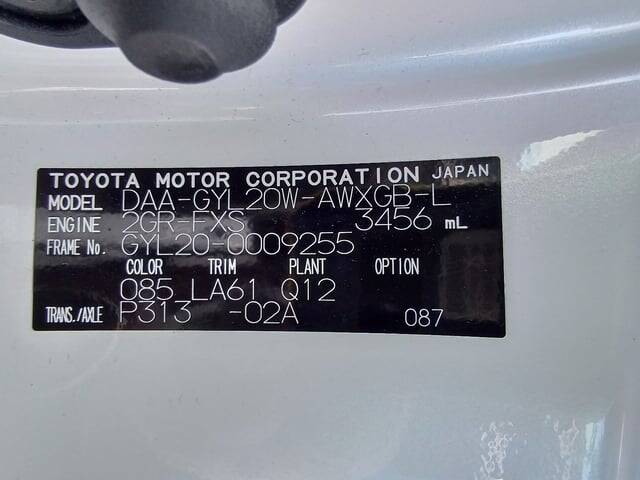 TOYOTA MOTOR CORPORATION JAPAN
MODEL DAA-GYL20W-AWXGB-L
ENGINE 2GR-FXS 3456 mL
FRAME No. GYL20-0009255
COLOR TRIM PLANT OPTION
085 LA61 Q12
TRANS./AXLE P313 -02A 087